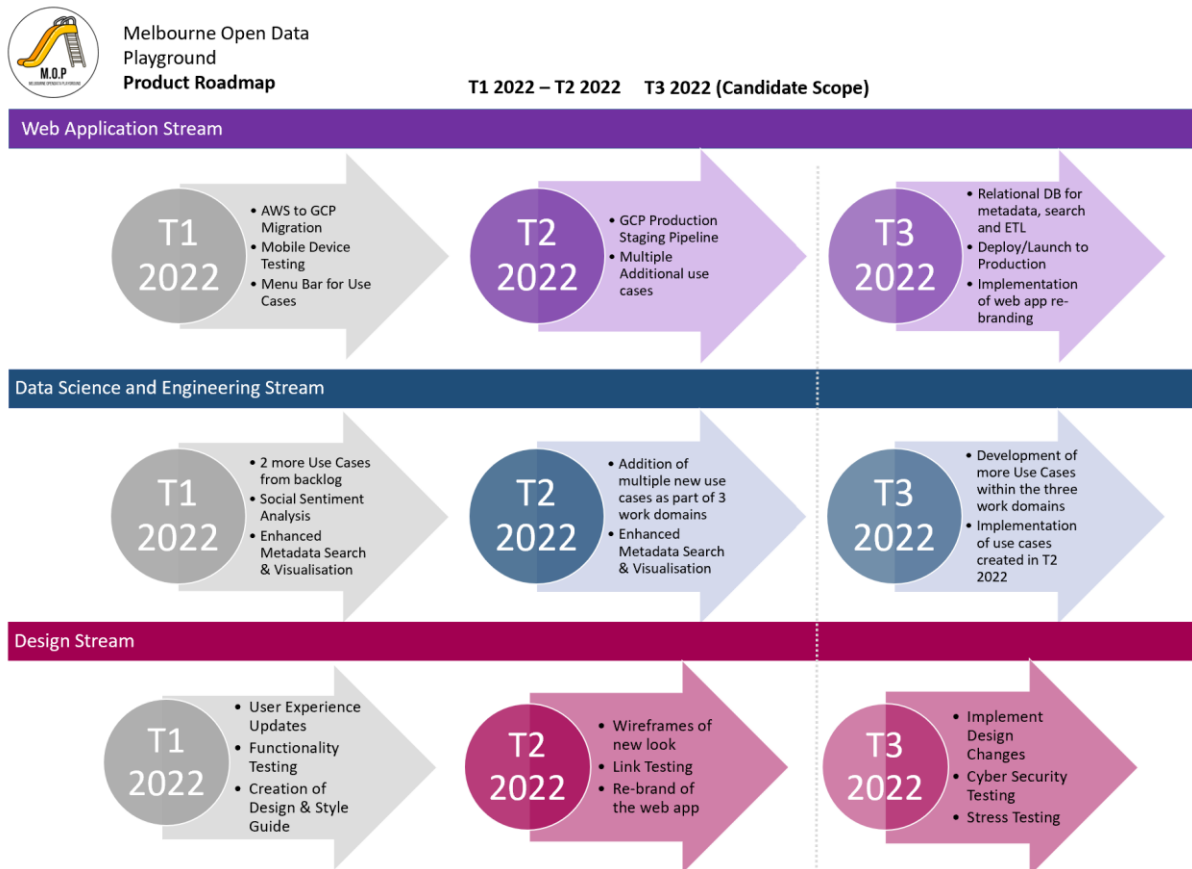 M.O.P
MELBOURNE OPEN DATA PLAYGROUND
Melbourne Open Data
Playground
Product Roadmap
T1 2022 – T2 2022 T3 2022 (Candidate Scope)
Web Application Stream
T1
2022
• AWS to GCP
Migration
• Mobile Device
Testing
• Menu Bar for Use
Cases
T2
2022
• GCP Production
Staging Pipeline
• Multiple
Additional use
cases
T3
2022
• Relational DB for
metadata, search
and ETL
• Deploy/Launch to
Production
• Implementation
of web app re-
branding
Data Science and Engineering Stream
T1
2022
• 2 more Use Cases
from backlog
• Social Sentiment
Analysis
• Enhanced
Metadata Search
& Visualisation
T2
2022
• Addition of
multiple new use
cases as part of 3
work domains
• Enhanced
Metadata Search
& Visualisation
T3
2022
• Development of
more Use Cases
within the three
work domains
• Implementation
of use cases
created in T2
2022
Design Stream
T1
2022
• User Experience
Updates
• Functionality
Testing
• Creation of
Design & Style
Guide
T2
2022
• Wireframes of
new look
• Link Testing
• Re-brand of
the web app
T3
2022
• Implement
Design
Changes
• Cyber Security
Testing
• Stress Testing